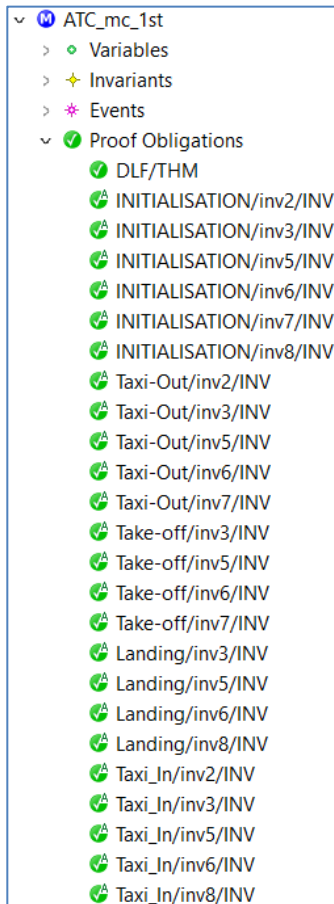 ATC_mc_1st
Variables
Invariants
Events
Proof Obligations
DLF/THM
INITIALISATION/inv2/INV
INITIALISATION/inv3/INV
INITIALISATION/inv5/INV
INITIALISATION/inv6/INV
INITIALISATION/inv7/INV
INITIALISATION/inv8/INV
Taxi-Out/inv2/INV
Taxi-Out/inv3/INV
Taxi-Out/inv5/INV
Taxi-Out/inv6/INV
Taxi-Out/inv7/INV
Take-off/inv3/INV
Take-off/inv5/INV
Take-off/inv6/INV
Take-off/inv7/INV
Landing/inv3/INV
Landing/inv5/INV
Landing/inv6/INV
Landing/inv8/INV
Taxi_In/inv2/INV
Taxi_In/inv3/INV
Taxi_In/inv5/INV
Taxi_In/inv6/INV
Taxi_In/inv8/INV